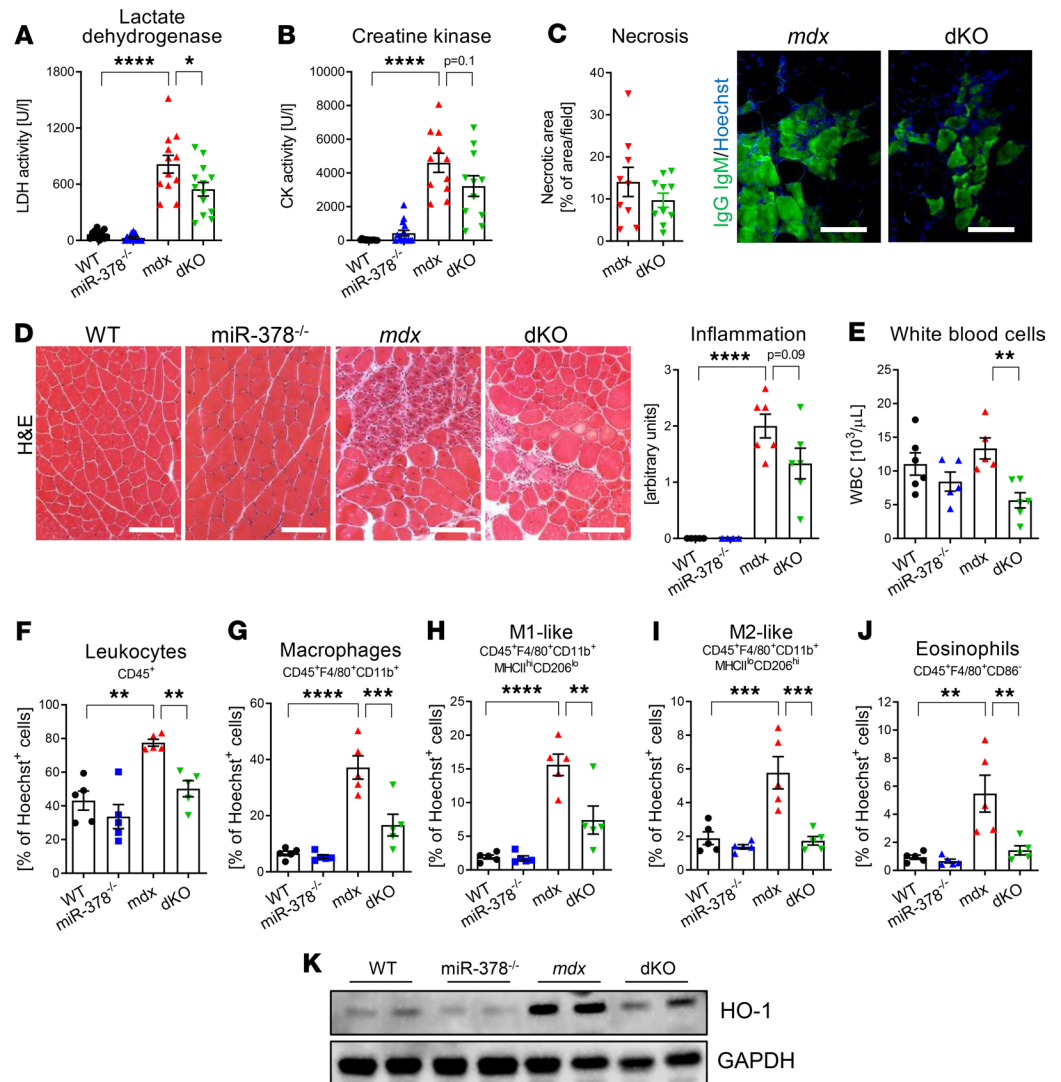 A
Lactate
dehydrogenase
LDH activity [U/l]
1800
1200
600
0
****
*
WT
miR-378-/-
mdx
dKO
B
Creatine kinase
CK activity [U/l]
10000
8000
6000
4000
2000
0
****
p=0.1
WT
miR-378-/-
mdx
dKO
C
Necrosis
Necrotic area
[% of area/field]
40
30
20
10
0
mdx
dKO
mdx
dKO
IgG IgM/Hoechst
D
WT
miR-378-/-
mdx
dKO
H&E
Inflammation
[arbitrary units]
3
2
1
0
****
p=0.09
WT
miR-378-/-
mdx
dKO
E
White blood cells
WBC [10³/µL]
25
20
15
10
5
0
**
WT
miR-378-/-
mdx
dKO
F
Leukocytes
CD45+
[% of Hoechst+ cells]
100
80
60
40
20
0
**
**
WT
miR-378-/-
mdx
dKO
G
Macrophages
CD45+F4/80+CD11b+
[% of Hoechst+ cells]
60
40
20
0
****
***
WT
miR-378-/-
mdx
dKO
H
M1-like
CD45+F4/80+CD11b+
MHCIIhiCD206lo
[% of Hoechst+ cells]
25
20
15
10
5
0
****
**
WT
miR-378-/-
mdx
dKO
I
M2-like
CD45+F4/80+CD11b+
MHCIIloCD206hi
[% of Hoechst+ cells]
10
8
6
4
2
0
***
***
WT
miR-378-/-
mdx
dKO
J
Eosinophils
CD45+F4/80+CD86-
[% of Hoechst+ cells]
12
9
6
3
0
**
**
WT
miR-378-/-
mdx
dKO
K
WT
miR-378-/-
mdx
dKO
HO-1
GAPDH